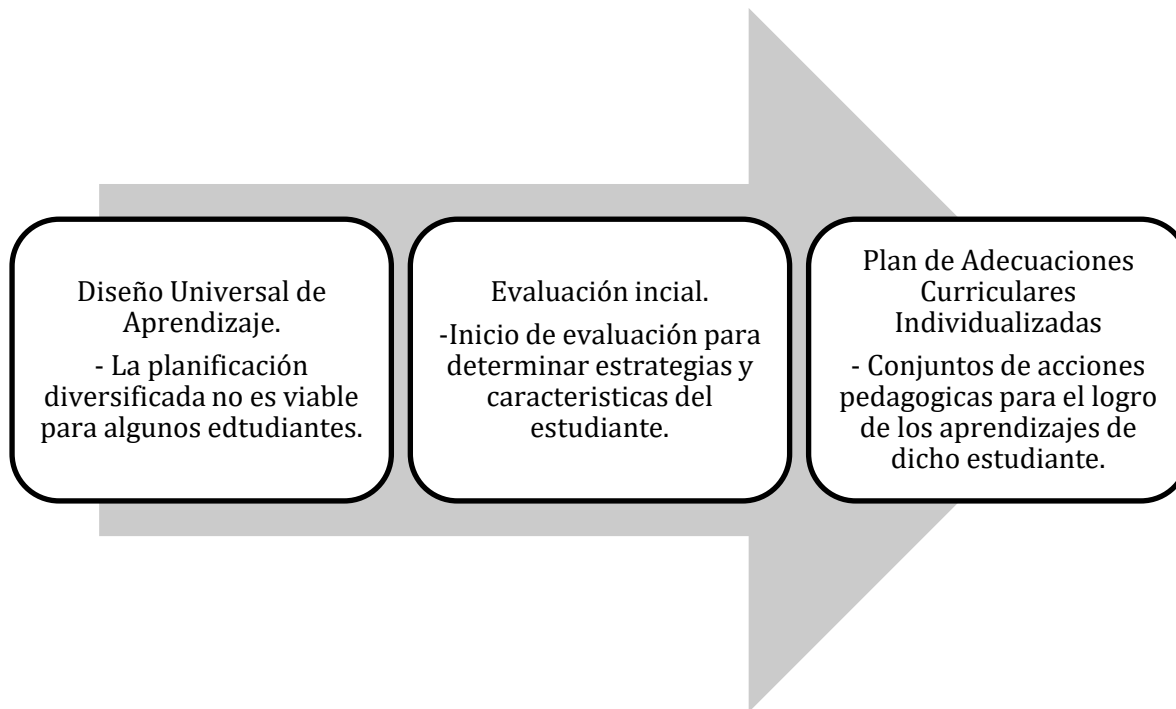 Diseño Universal de
Aprendizaje.
- La planificación
diversificada no es viable
para algunos edtudiantes.
Evaluación incial.
-Inicio de evaluación para
determinar estrategias y
caracteristicas del
estudiante.
Plan de Adecuaciones
Curriculares
Individualizadas
- Conjuntos de acciones
pedagogicas para el logro
de los aprendizajes de
dicho estudiante.